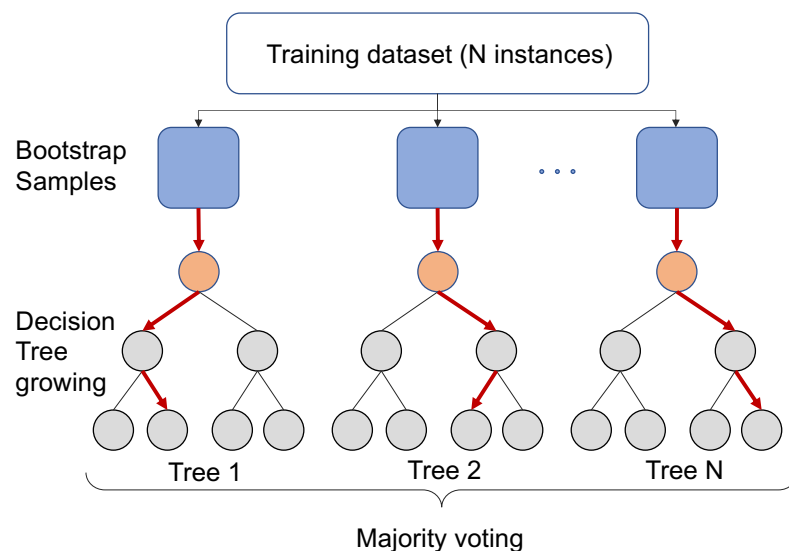 Training dataset (N instances)
Bootstrap
Samples
. . .
Decision
Tree
growing
Tree 1
Tree 2
Tree N
Majority voting